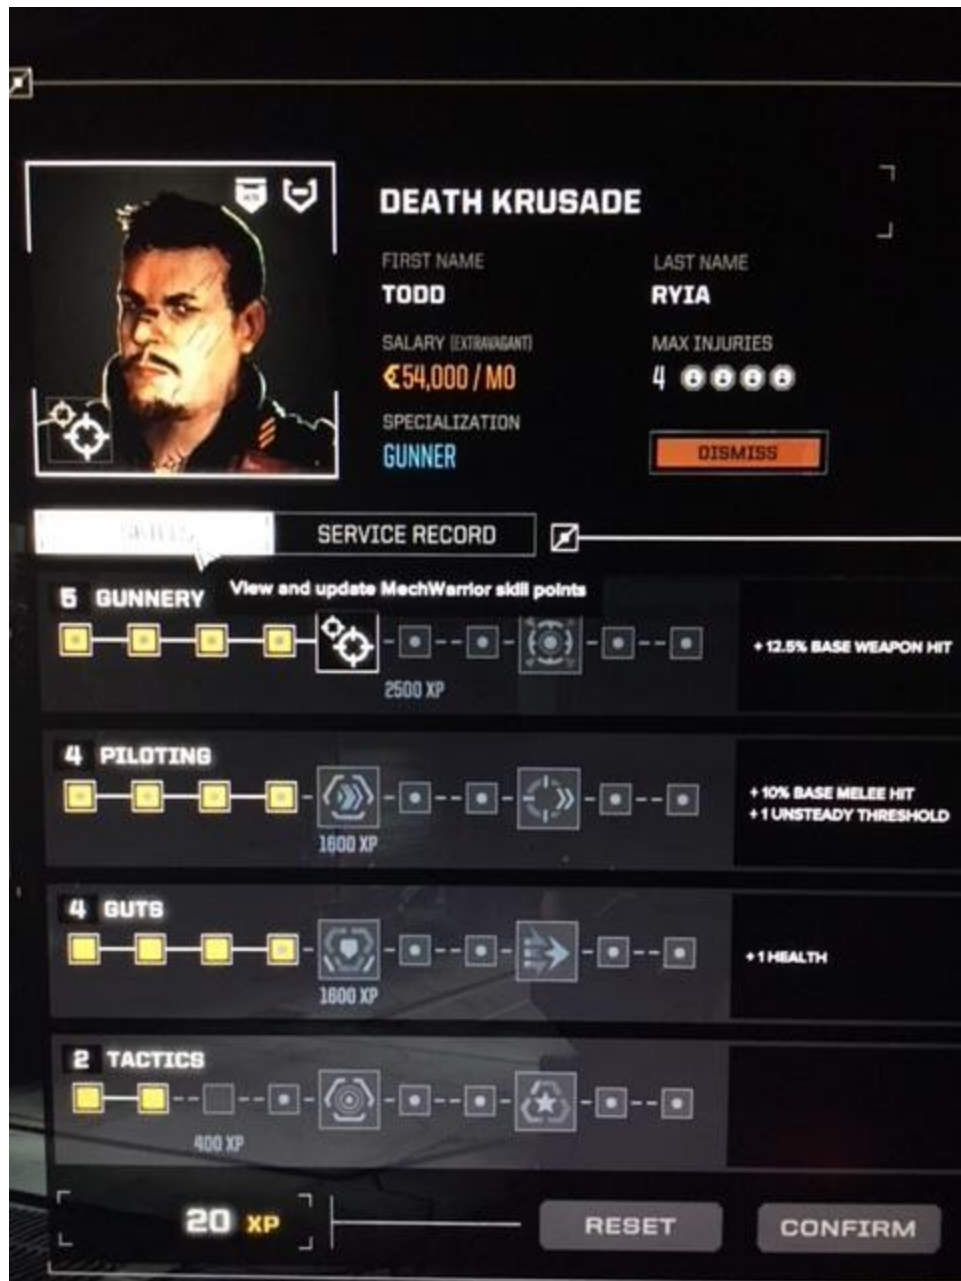 DEATH KRUSADE
FIRST NAME
LAST NAME
TODD
RYIA
SALARY (EXTRAVAGANT)
MAX INJURIES
₡54,000 / MO
4
SPECIALIZATION
GUNNER
DISMISS
SKILLS
SERVICE RECORD
View and update MechWarrior skill points
5 GUNNERY
+ 12.5% BASE WEAPON HIT
2500 XP
4 PILOTING
+ 10% BASE MELEE HIT
+ 1 UNSTEADY THRESHOLD
1600 XP
4 GUTS
+ 1 HEALTH
1600 XP
2 TACTICS
400 XP
20 XP
RESET
CONFIRM